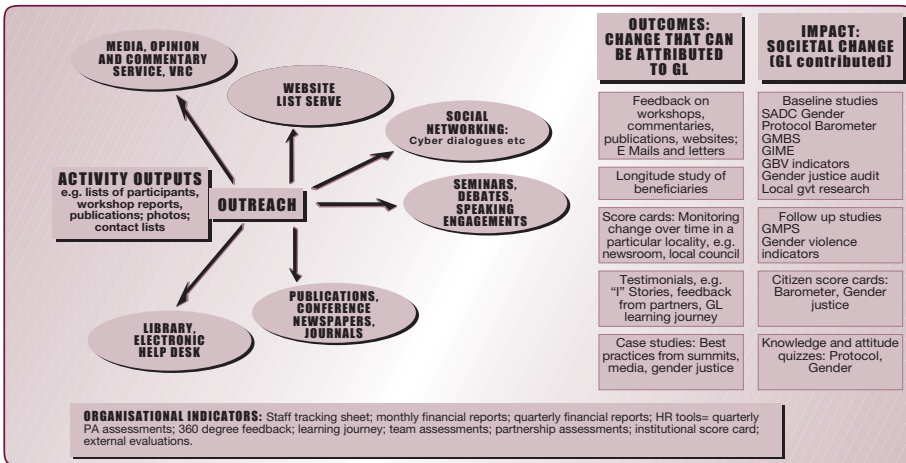 MEDIA, OPINION
AND COMMENTARY
SERVICE, VRC
WEBSITE
LIST SERVE
SOCIAL
NETWORKING:
Cyber dialogues etc
ACTIVITY OUTPUTS
e.g. lists of participants,
workshop reports,
publications; photos;
contact lists
OUTREACH
SEMINARS,
DEBATES,
SPEAKING
ENGAGEMENTS
LIBRARY,
ELECTRONIC
HELP DESK
PUBLICATIONS,
CONFERENCE
NEWSPAPERS,
JOURNALS
OUTCOMES:
CHANGE THAT CAN
BE ATTRIBUTED
TO GL
Feedback on
workshops,
commentaries,
publications, websites;
E Mails and letters
Longitude study of
beneficiaries
Score cards: Monitoring
change over time in a
particular locality, e.g.
newsroom, local council
Testimonials, e.g.
“I” Stories, feedback
from partners, GL
learning journey
Case studies: Best
practices from summits,
media, gender justice
IMPACT:
SOCIETAL CHANGE
(GL contributed)
Baseline studies
SADC Gender
Protocol Barometer
GMBS
GIME
GBV indicators
Gender justice audit
Local gvt research
Follow up studies
GMPS
Gender violence
indicators
Citizen score cards:
Barometer, Gender
justice
Knowledge and attitude
quizzes: Protocol,
Gender
ORGANISATIONAL INDICATORS: Staff tracking sheet; monthly financial reports; quarterly financial reports; HR tools= quarterly
PA assessments; 360 degree feedback; learning journey; team assessments; partnership assessments; institutional score card;
external evaluations.